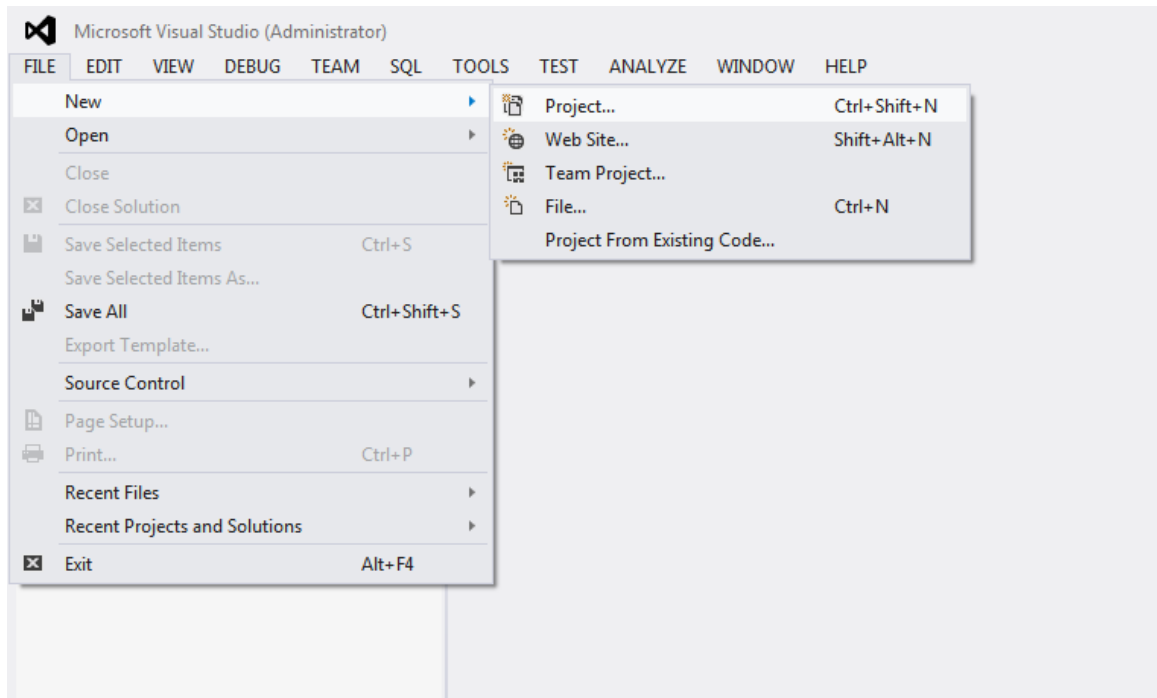 Microsoft Visual Studio (Administrator)
FILE EDIT VIEW DEBUG TEAM SQL TOOLS TEST ANALYZE WINDOW HELP
New
Open
Close
Close Solution
Save Selected Items Ctrl+S
Save Selected Items As...
Save All Ctrl+Shift+S
Export Template...
Source Control
Page Setup...
Print... Ctrl+P
Recent Files
Recent Projects and Solutions
Exit Alt+F4
Project... Ctrl+Shift+N
Web Site... Shift+Alt+N
Team Project...
File... Ctrl+N
Project From Existing Code...